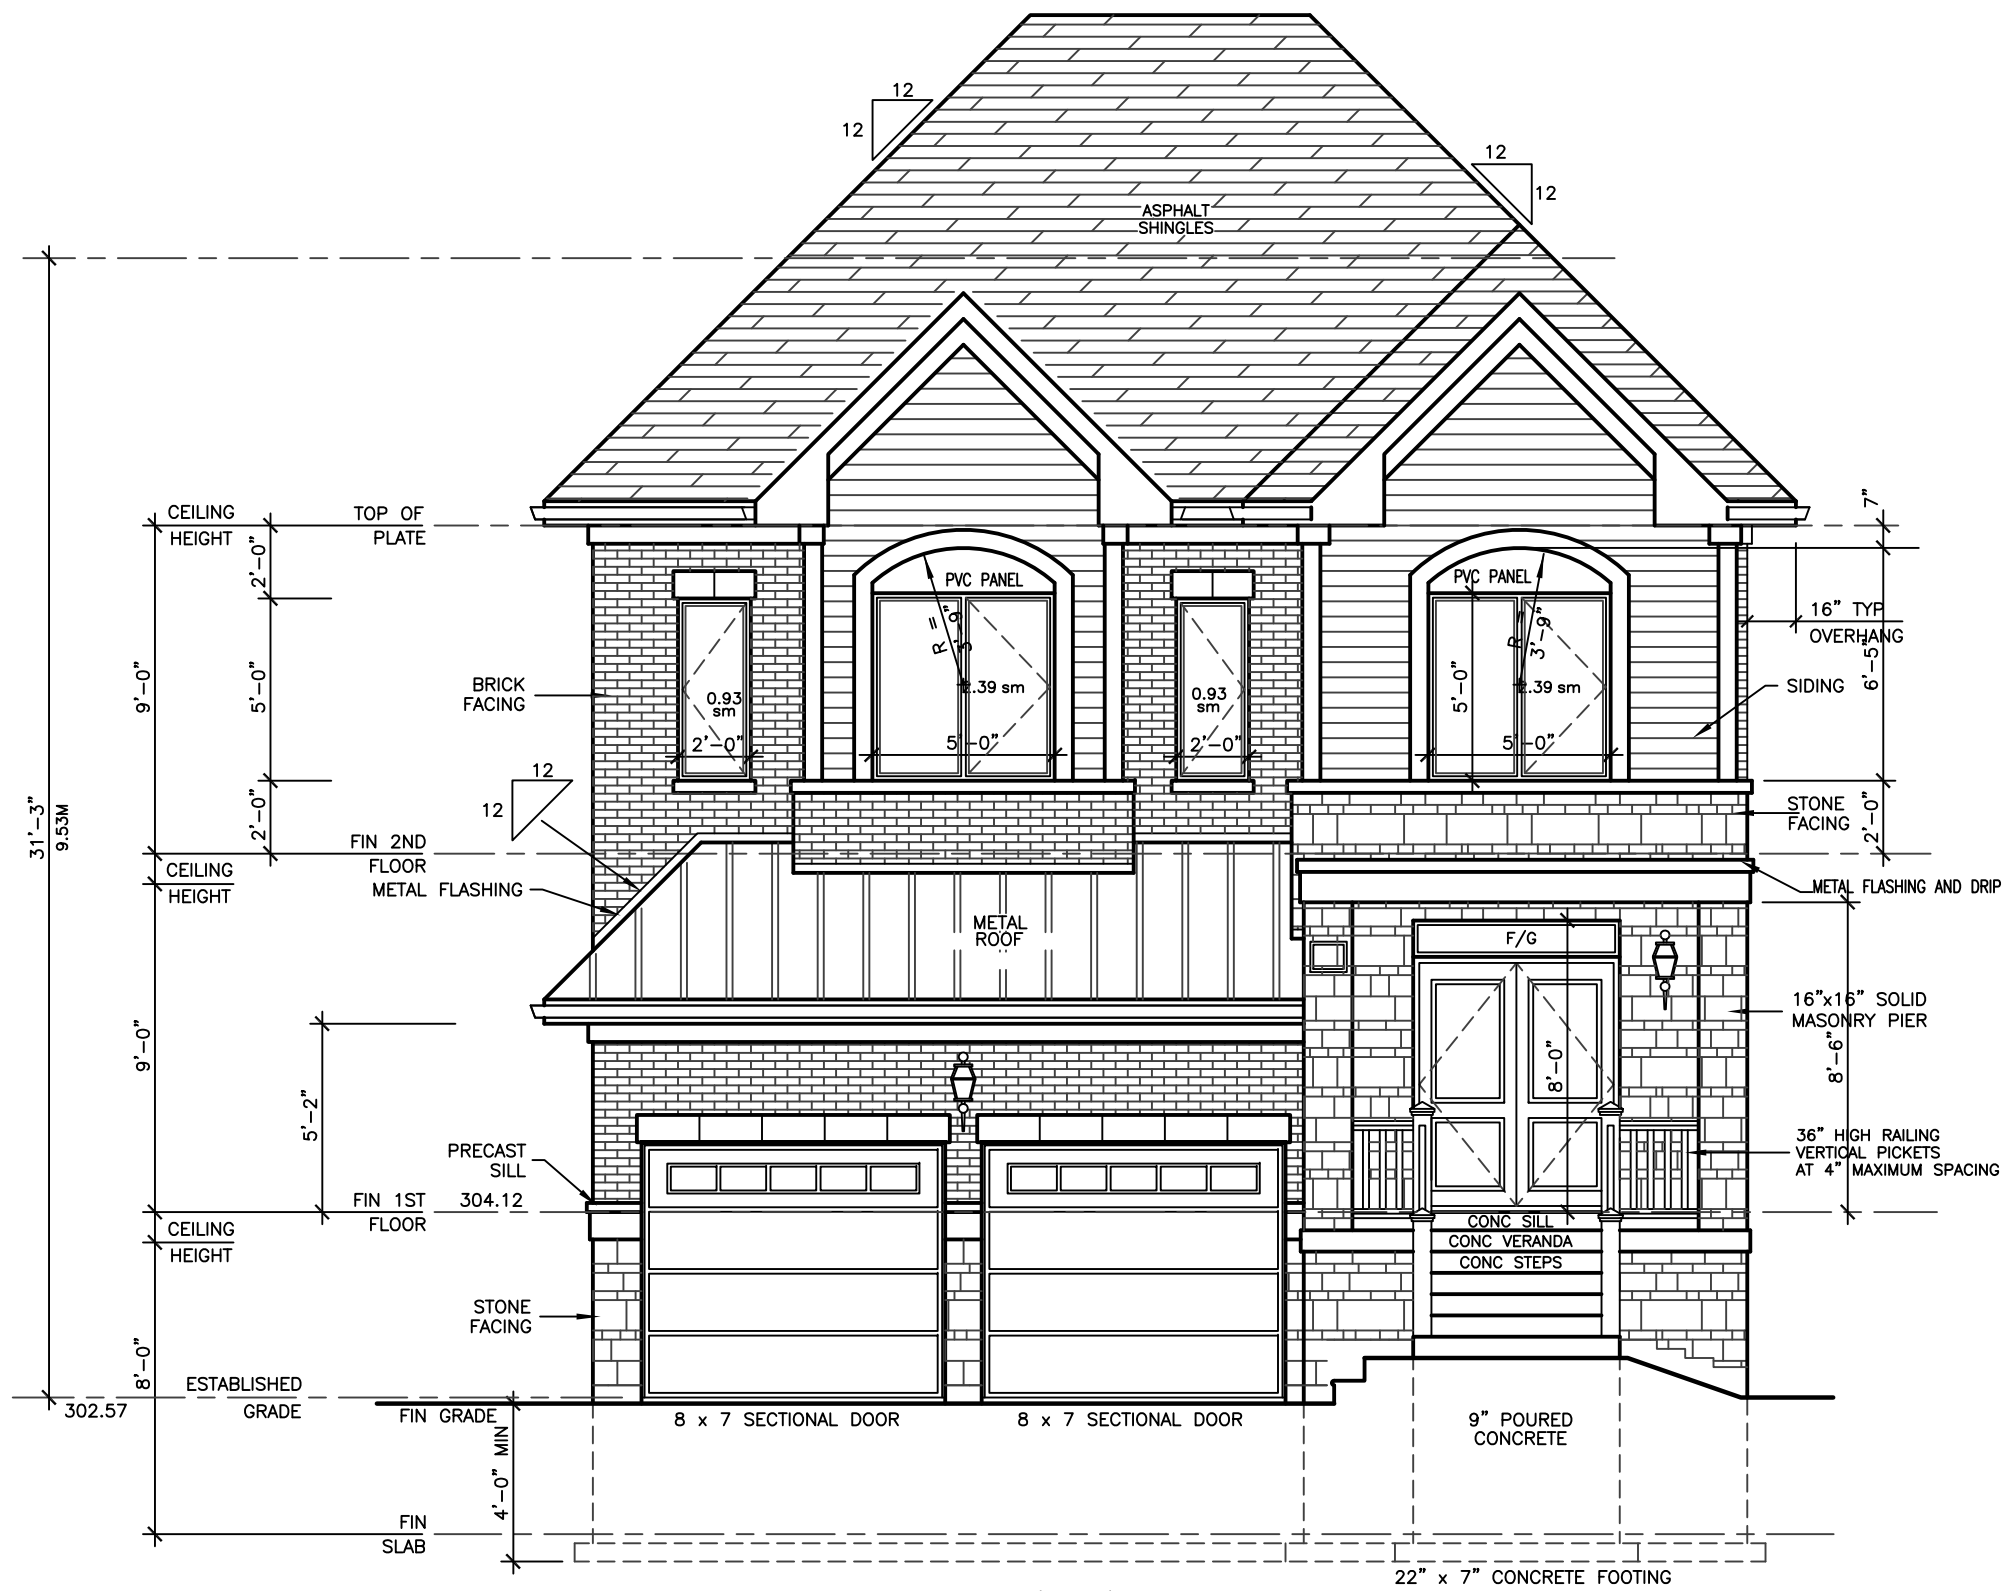 12
12
12
12
ASPHALT
SHINGLES
CEILING
HEIGHT
TOP OF
PLATE
7"
2'-0"
PVC PANEL
PVC PANEL
16" TYP
OVERHANG
R =
3'-9"
R =
3'-9"
9'-0"
5'-0"
BRICK
FACING
0.93
sm
2.39 sm
0.93
sm
5'-0"
2.39 sm
6'-5"
SIDING
2'-0"
5'-0"
2'-0"
5'-0"
12
12
31'-3"
9.53M
2'-0"
STONE
FACING
2'-0"
FIN 2ND
FLOOR
CEILING
HEIGHT
METAL FLASHING
METAL FLASHING AND DRIP
METAL
ROOF
F/G
16"x16" SOLID
MASONRY PIER
9'-0"
5'-2"
8'-0"
8'-6"
PRECAST
SILL
36" HIGH RAILING
VERTICAL PICKETS
AT 4" MAXIMUM SPACING
FIN 1ST
FLOOR
304.12
CEILING
HEIGHT
CONC SILL
CONC VERANDA
CONC STEPS
STONE
FACING
8'-0"
ESTABLISHED
GRADE
302.57
FIN GRADE
8 x 7 SECTIONAL DOOR
8 x 7 SECTIONAL DOOR
9" POURED
CONCRETE
4'-0" MIN
FIN
SLAB
22" x 7" CONCRETE FOOTING